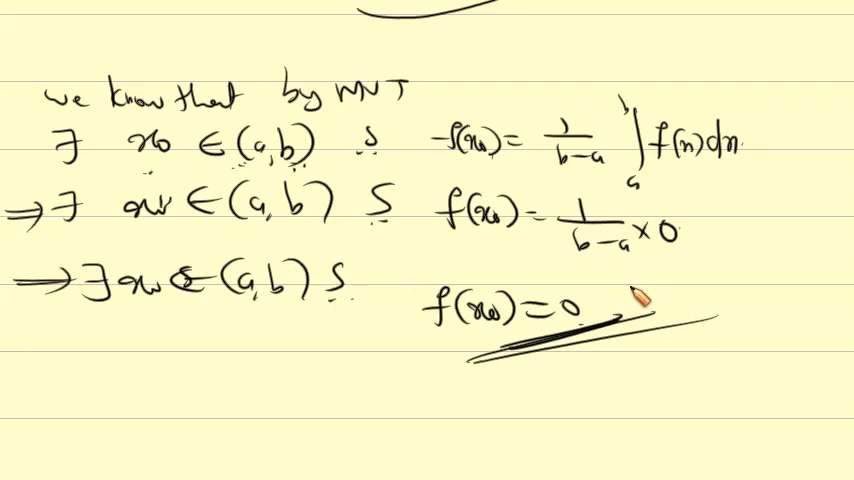 we know that by MVT
∃ x₀ ∈ (a,b) s f(x₀) = 1/(b-a) ∫ₐᵇ f(x)dx
⇒ ∃ x₀ ∈ (a,b) s f(x₀) = 1/(b-a) × 0
⇒ ∃ x₀ ∈ (a,b) s f(x₀) = 0